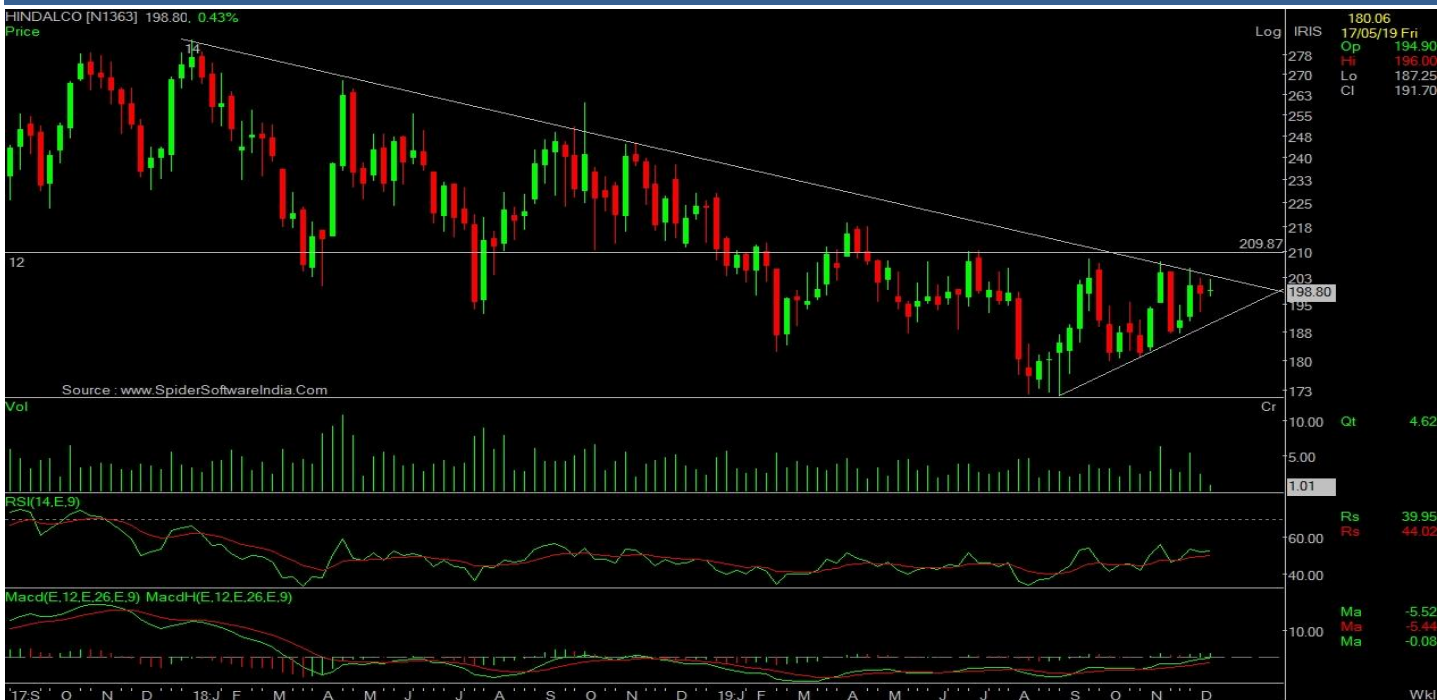 HINDALCO [N1363] 198.80, 0.43%
Price
Log IRIS
180.06
17/05/19 Fri
Op 194.90
Hi 196.00
Lo 187.25
Cl 191.70
14
278
270
263
255
248
240
233
225
218
209.87
210
12
203
198.80
195
188
180
173
Source : www.SpiderSoftwareIndia.Com
Vol
Cr
10.00
Qt 4.62
5.00
1.01
RSI(14,E,9)
Rs 39.95
Rs 44.02
60.00
40.00
Macd(E,12,E,26,E,9) MacdH(E,12,E,26,E,9)
Ma -5.52
Ma -5.44
Ma -0.08
10.00
17:S O N D 18:J F M A M J J A S O N D 19:J F M A M J J A S O N D Wkl